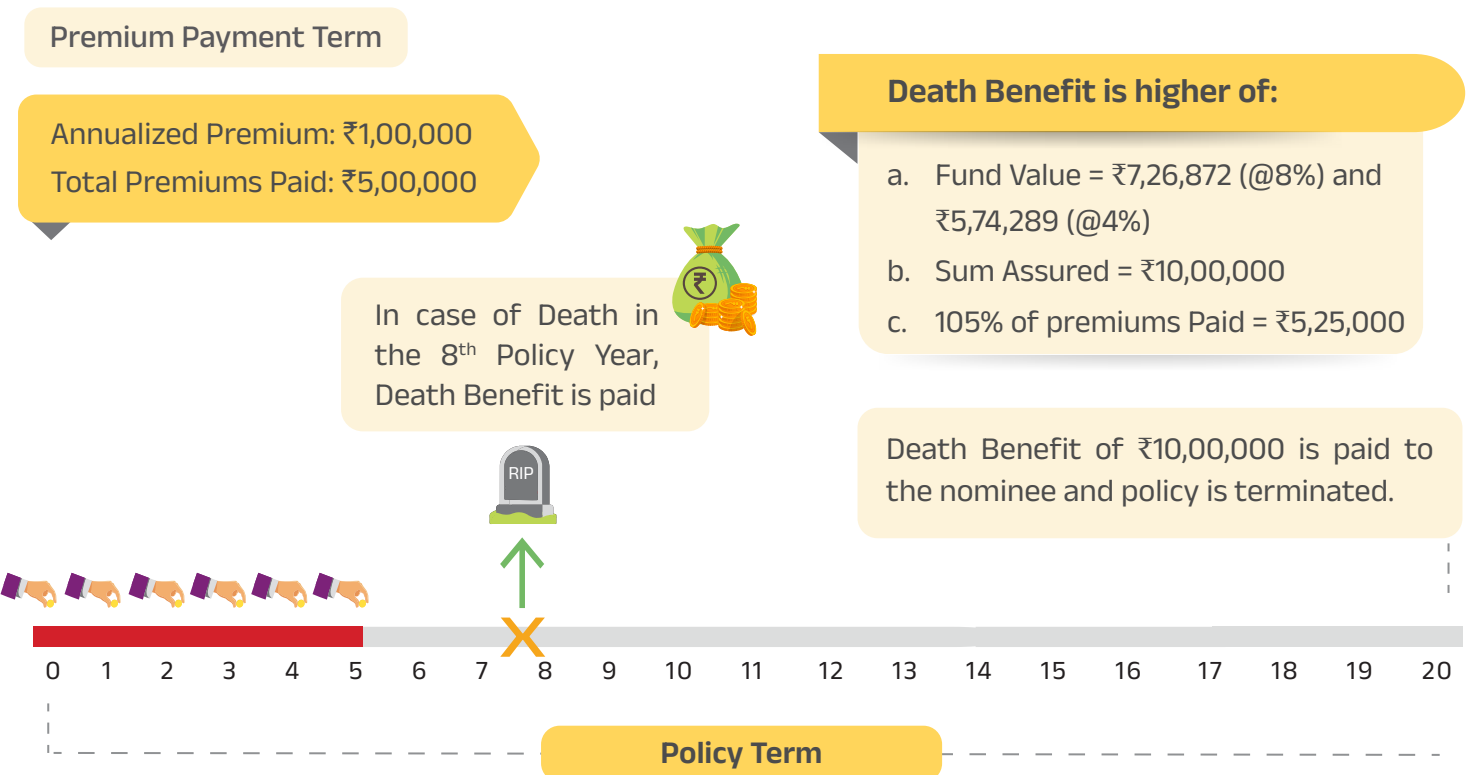 Premium Payment Term
Annualized Premium: ₹1,00,000
Total Premiums Paid: ₹5,00,000
Death Benefit is higher of:
a. Fund Value = ₹7,26,872 (@8%) and
₹5,74,289 (@4%)
b. Sum Assured = ₹10,00,000
c. 105% of premiums Paid = ₹5,25,000
₹
In case of Death in
the 8th Policy Year,
Death Benefit is paid
Death Benefit of ₹10,00,000 is paid to
the nominee and policy is terminated.
RIP
0 1 2 3 4 5 6 7 8 9 10 11 12 13 14 15 16 17 18 19 20
Policy Term